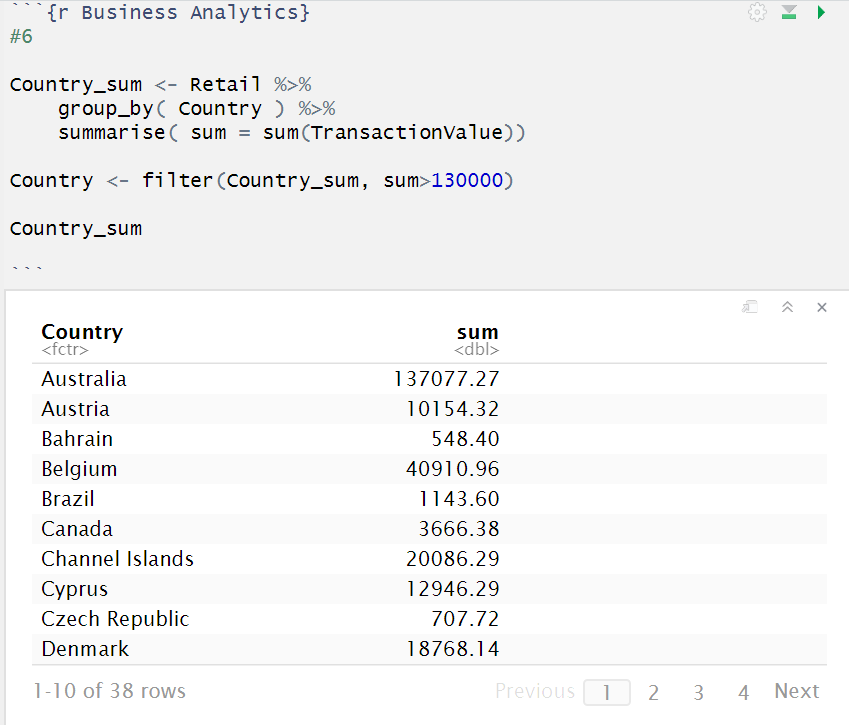 ```{r Business Analytics}
#6
Country_sum <- Retail %>%
    group_by( Country ) %>%
    summarise( sum = sum(TransactionValue))
Country <- filter(Country_sum, sum>130000)
Country_sum
```
Country sum
<fctr> <dbl>
Australia 137077.27
Austria 10154.32
Bahrain 548.40
Belgium 40910.96
Brazil 1143.60
Canada 3666.38
Channel Islands 20086.29
Cyprus 12946.29
Czech Republic 707.72
Denmark 18768.14
1-10 of 38 rows Previous 1 2 3 4 Next